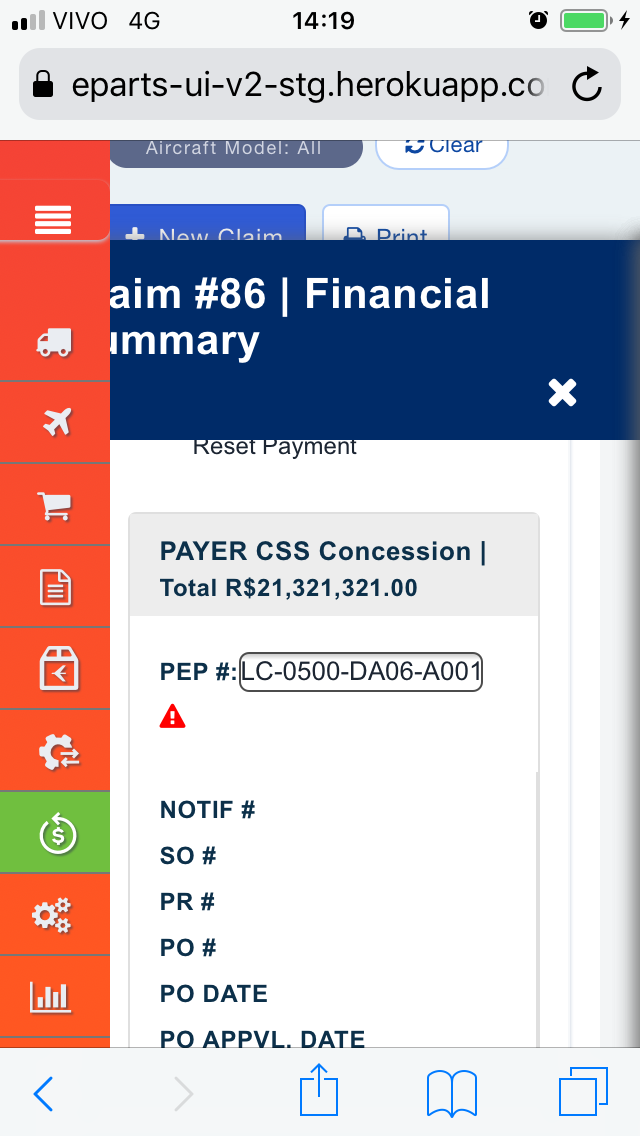 VIVO 4G 14:19
eparts-ui-v2-stg.herokuapp.co
Aircraft Model: All
Clear
New Claim
Print
aim #86 | Financial
ummary
Reset Payment
PAYER CSS Concession |
Total R$21,321,321.00
PEP #: LC-0500-DA06-A001
NOTIF #
SO #
PR #
PO #
PO DATE
PO APPVL. DATE